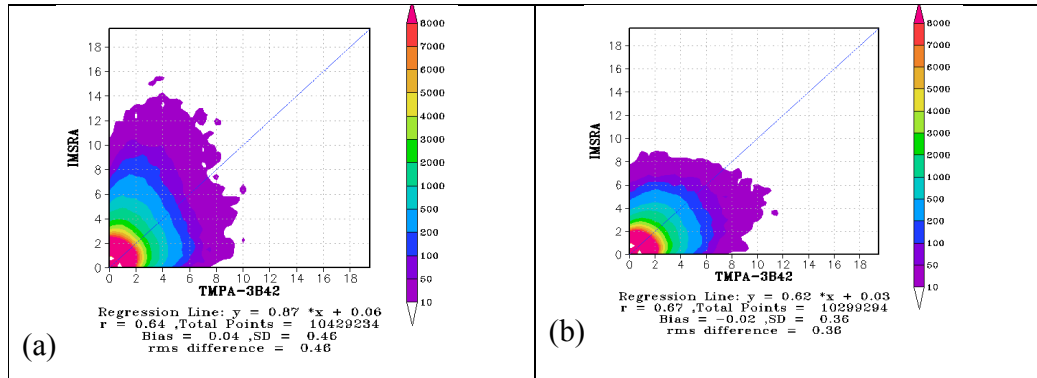 8000
7000
6000
5000
4000
3000
2000
1000
500
200
100
50
10
18
16
14
12
10
8
6
4
2
0
IMSRA
0 2 4 6 8 10 12 14 16 18
TMPA-3B42
Regression Line: y = 0.87 *x + 0.06
r = 0.64 ,Total Points = 10429234
Bias = 0.04 ,SD = 0.46
rms difference = 0.46
(a)
8000
7000
6000
5000
4000
3000
2000
1000
500
200
100
50
10
18
16
14
12
10
8
6
4
2
0
IMSRA
0 2 4 6 8 10 12 14 16 18
TMPA-3B42
Regression Line: y = 0.62 *x + 0.03
r = 0.67 ,Total Points = 10299294
Bias = -0.02 ,SD = 0.36
rms difference = 0.36
(b)